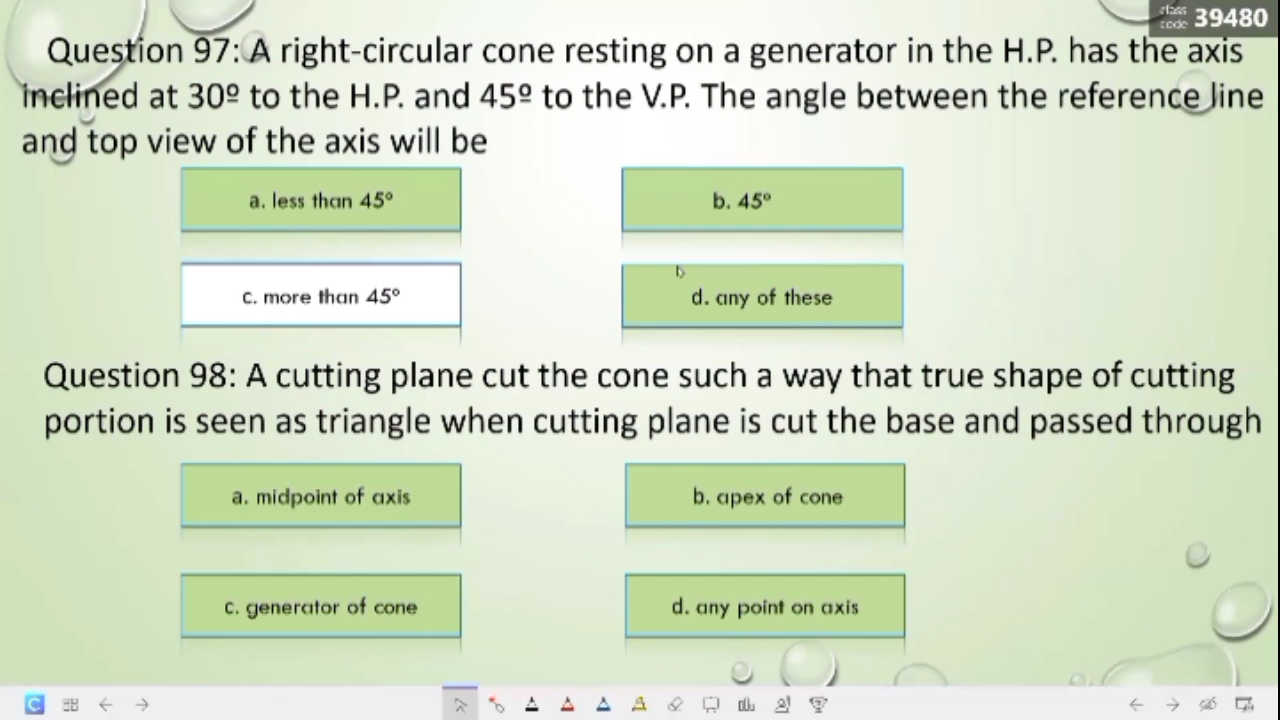 class code 39480
Question 97: A right-circular cone resting on a generator in the H.P. has the axis
inclined at 30º to the H.P. and 45º to the V.P. The angle between the reference line
and top view of the axis will be
a. less than 45º
b. 45º
c. more than 45º
d. any of these
Question 98: A cutting plane cut the cone such a way that true shape of cutting
portion is seen as triangle when cutting plane is cut the base and passed through
a. midpoint of axis
b. apex of cone
c. generator of cone
d. any point on axis